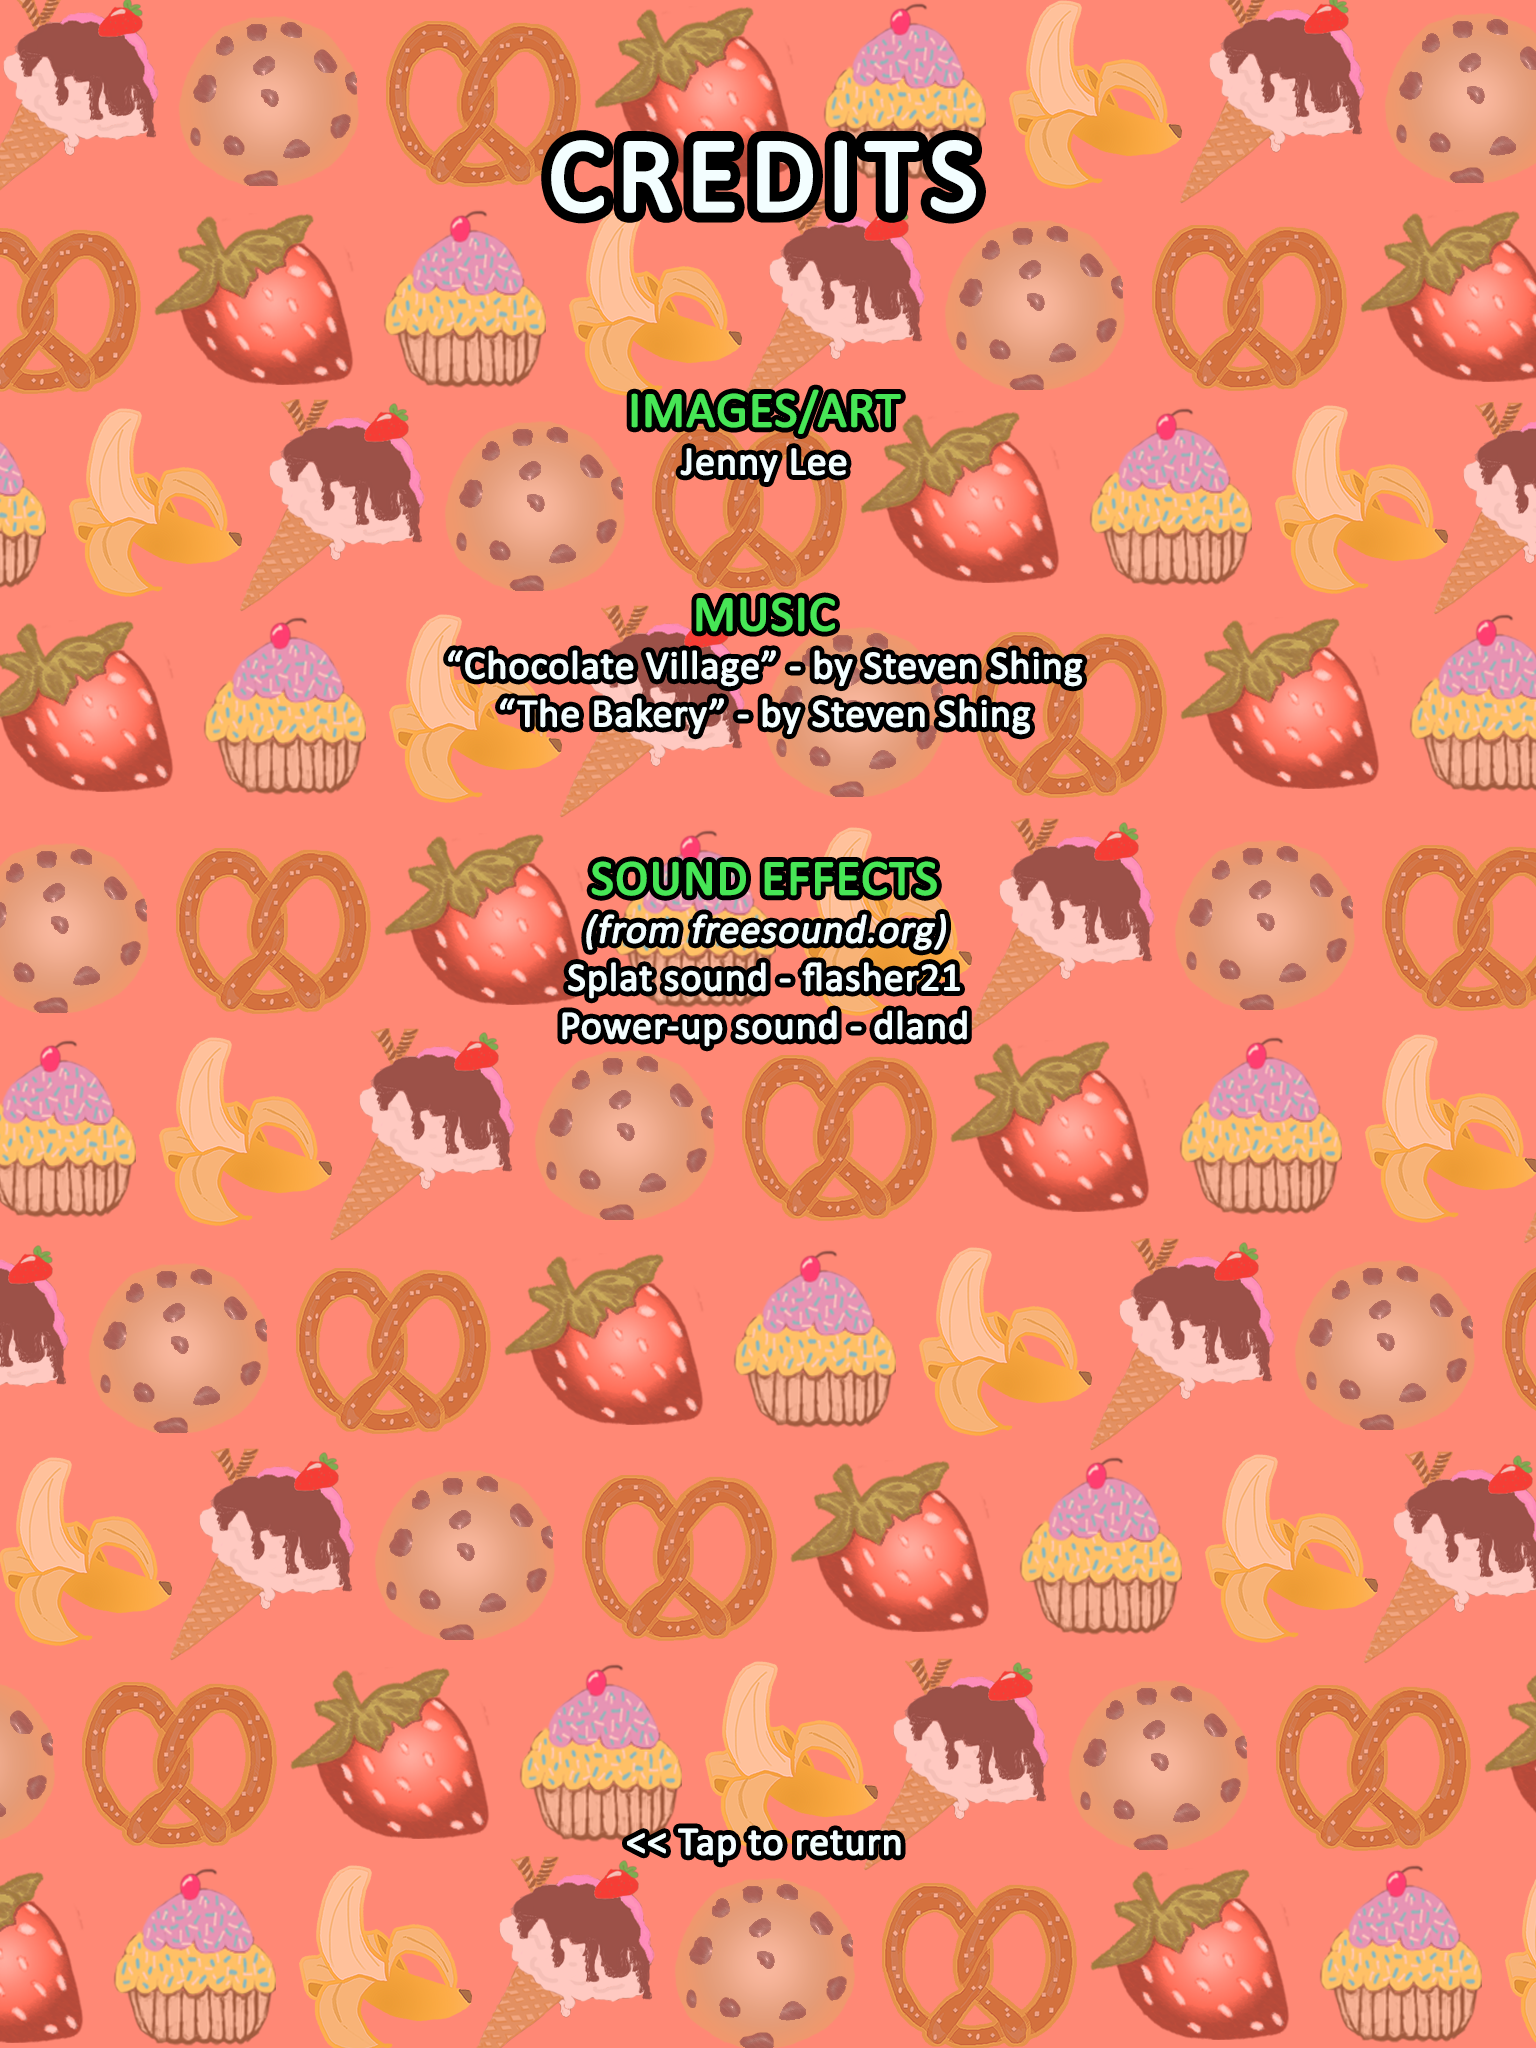 CREDITS
IMAGES/ART
Jenny Lee
MUSIC
“Chocolate Village” - by Steven Shing
“The Bakery” - by Steven Shing
SOUND EFFECTS
(from freesound.org)
Splat sound - flasher21
Power-up sound - dland
<< Tap to return